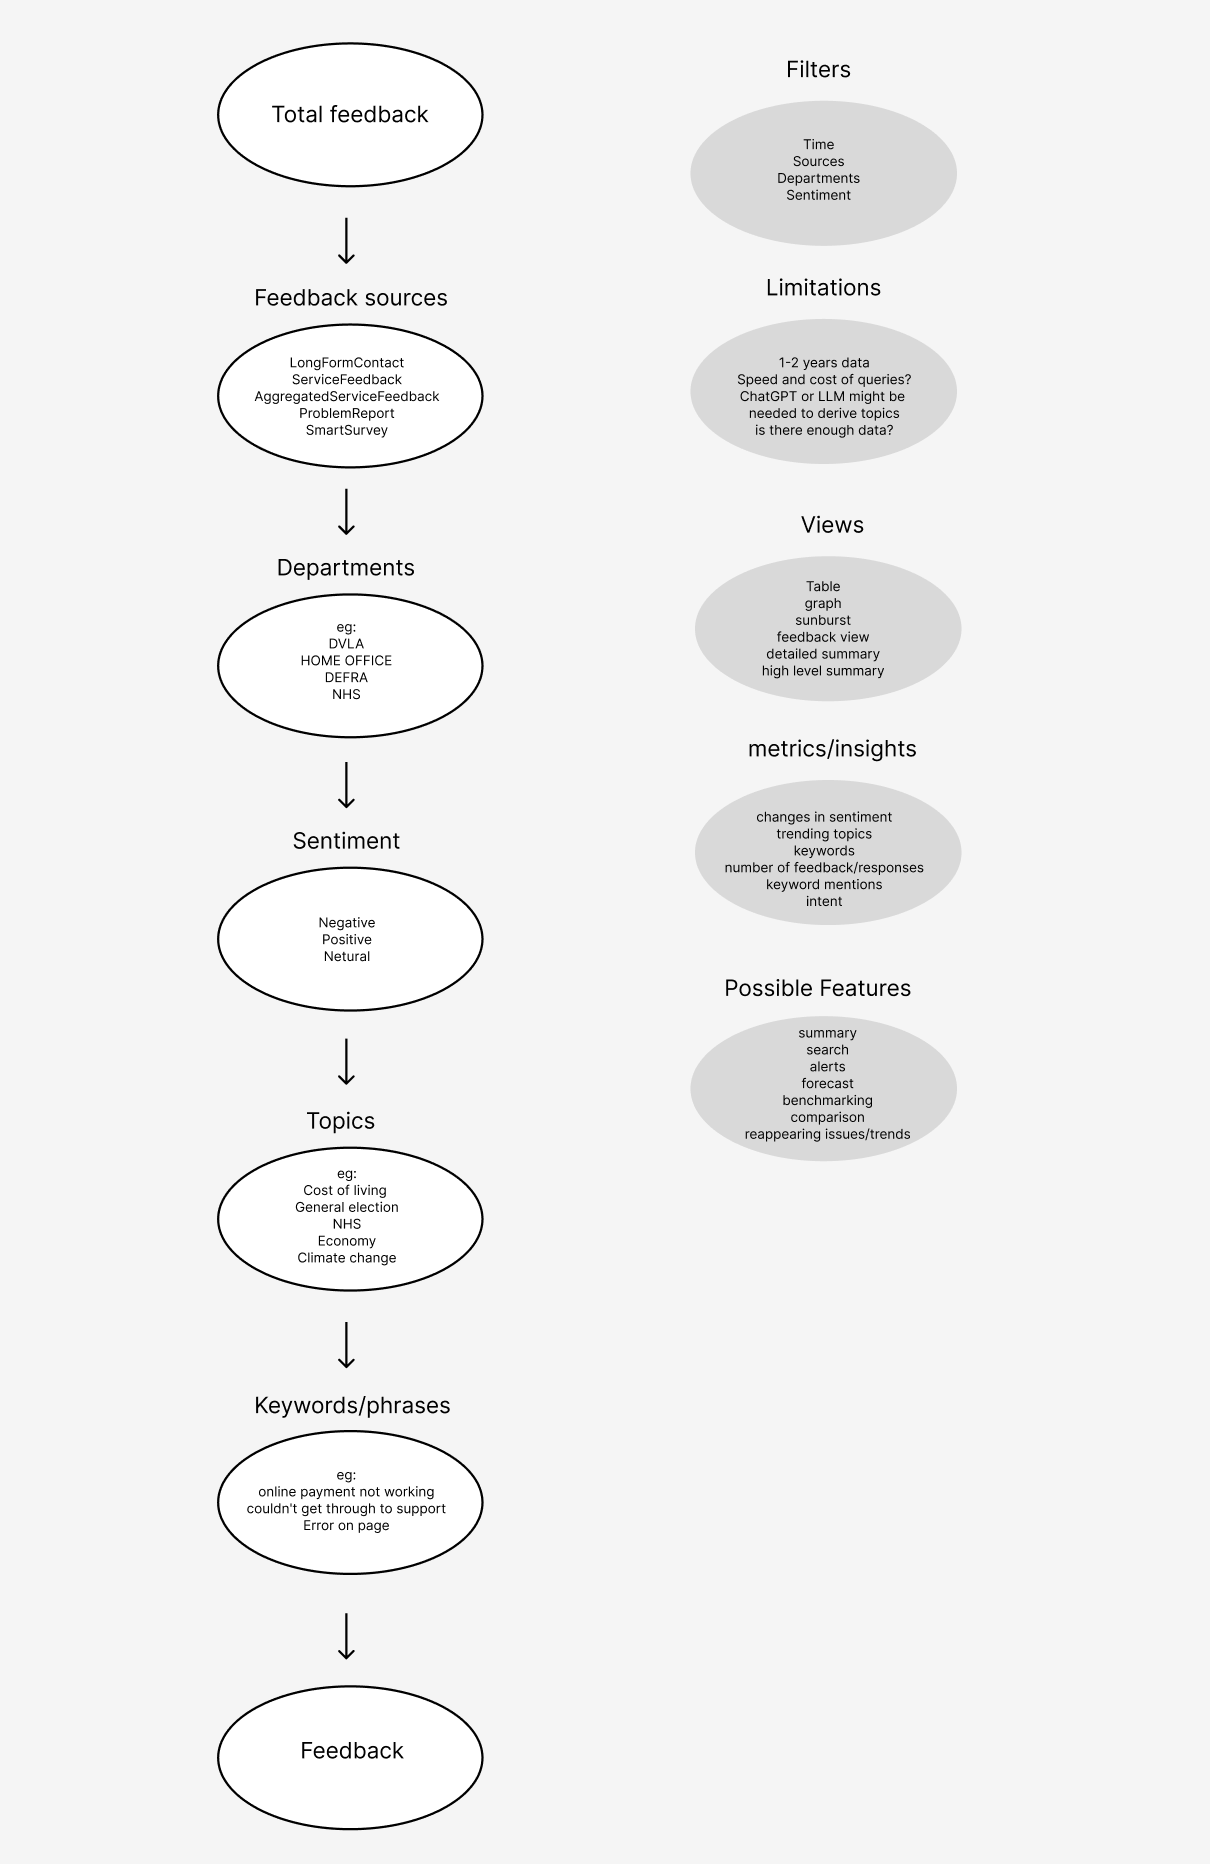 Total feedback
Feedback sources
LongFormContact
ServiceFeedback
AggregatedServiceFeedback
ProblemReport
SmartSurvey
Departments
eg:
DVLA
HOME OFFICE
DEFRA
NHS
Sentiment
Negative
Positive
Netural
Topics
eg:
Cost of living
General election
NHS
Economy
Climate change
Keywords/phrases
eg:
online payment not working
couldn't get through to support
Error on page
Feedback
Filters
Time
Sources
Departments
Sentiment
Limitations
1-2 years data
Speed and cost of queries?
ChatGPT or LLM might be
needed to derive topics
is there enough data?
Views
Table
graph
sunburst
feedback view
detailed summary
high level summary
metrics/insights
changes in sentiment
trending topics
keywords
number of feedback/responses
keyword mentions
intent
Possible Features
summary
search
alerts
forecast
benchmarking
comparison
reappearing issues/trends